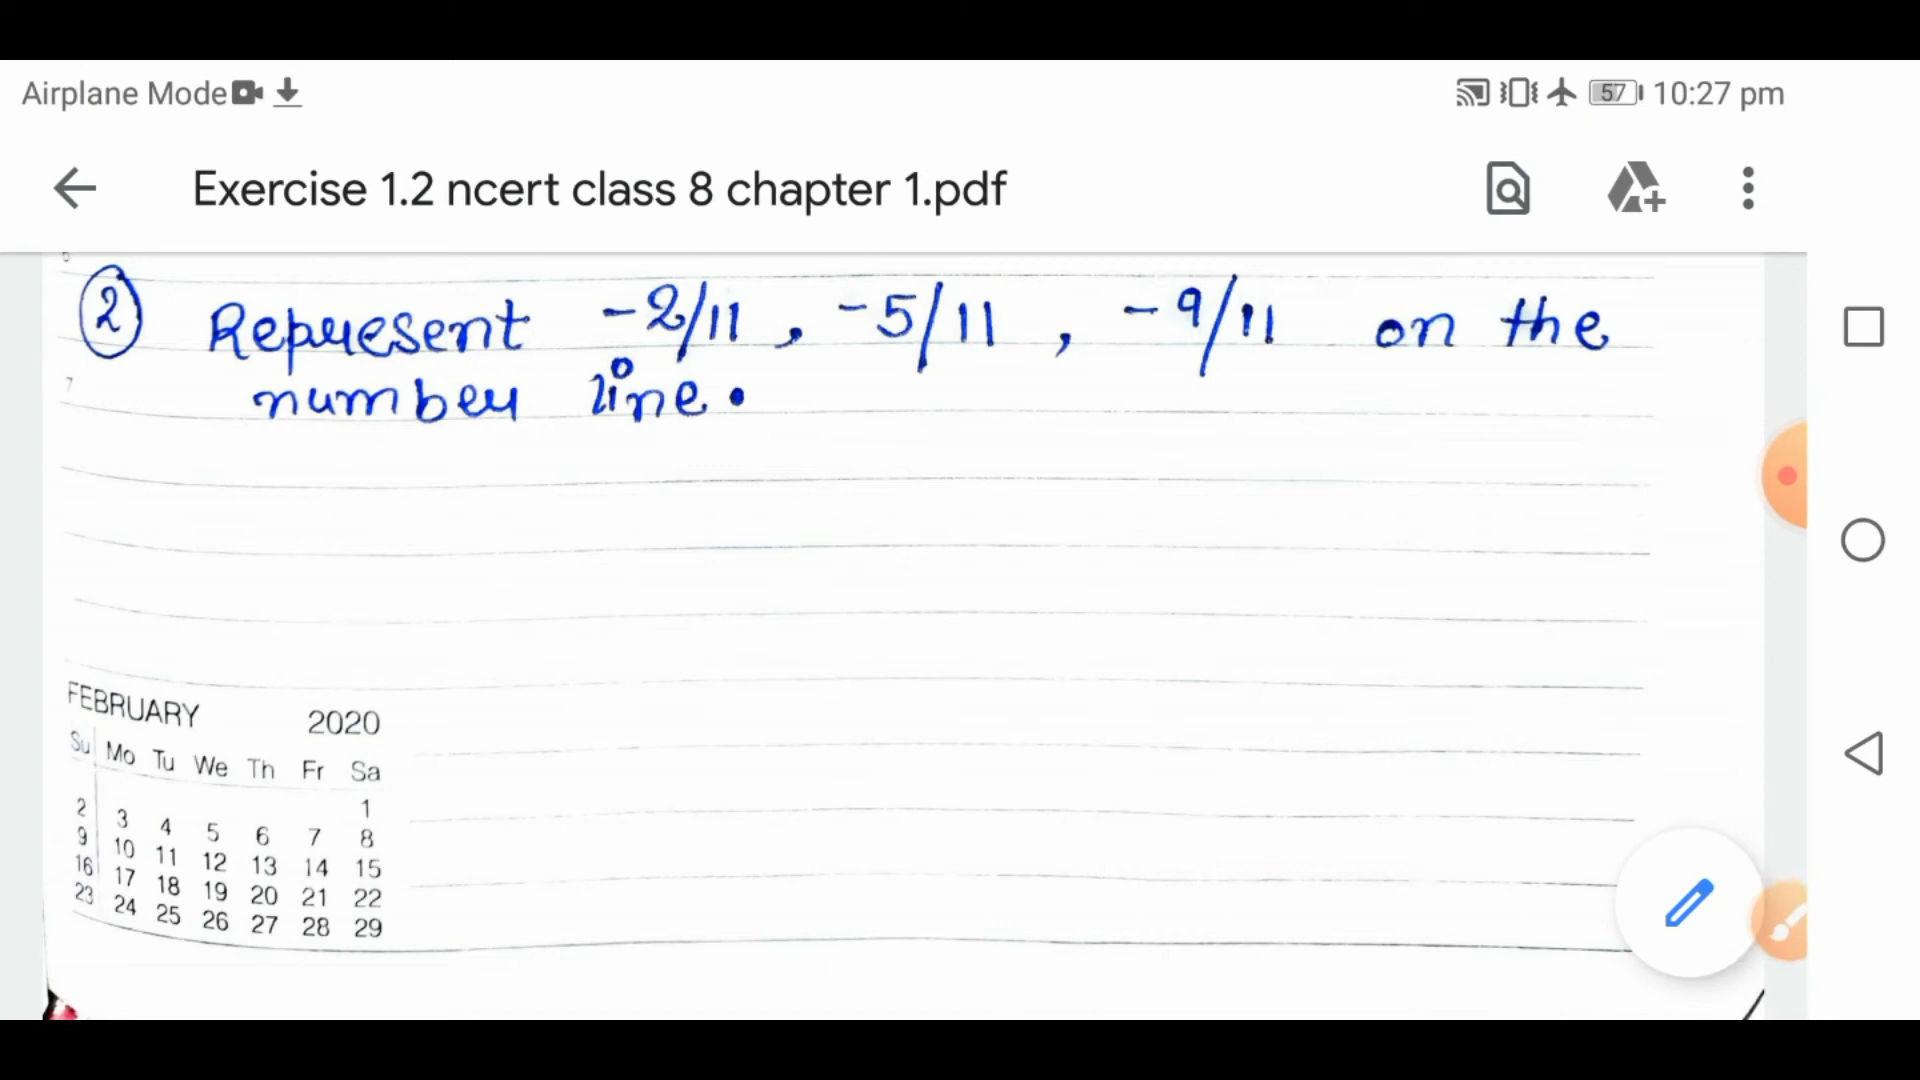 Airplane Mode 57 10:27 pm
Exercise 1.2 ncert class 8 chapter 1.pdf
6
2 Represent -2/11, -5/11, -9/11 on the
7
number line.
FEBRUARY 2020
Su Mo Tu We Th Fr Sa
1
2 3 4 5 6 7 8
9 10 11 12 13 14 15
16 17 18 19 20 21 22
23 24 25 26 27 28 29